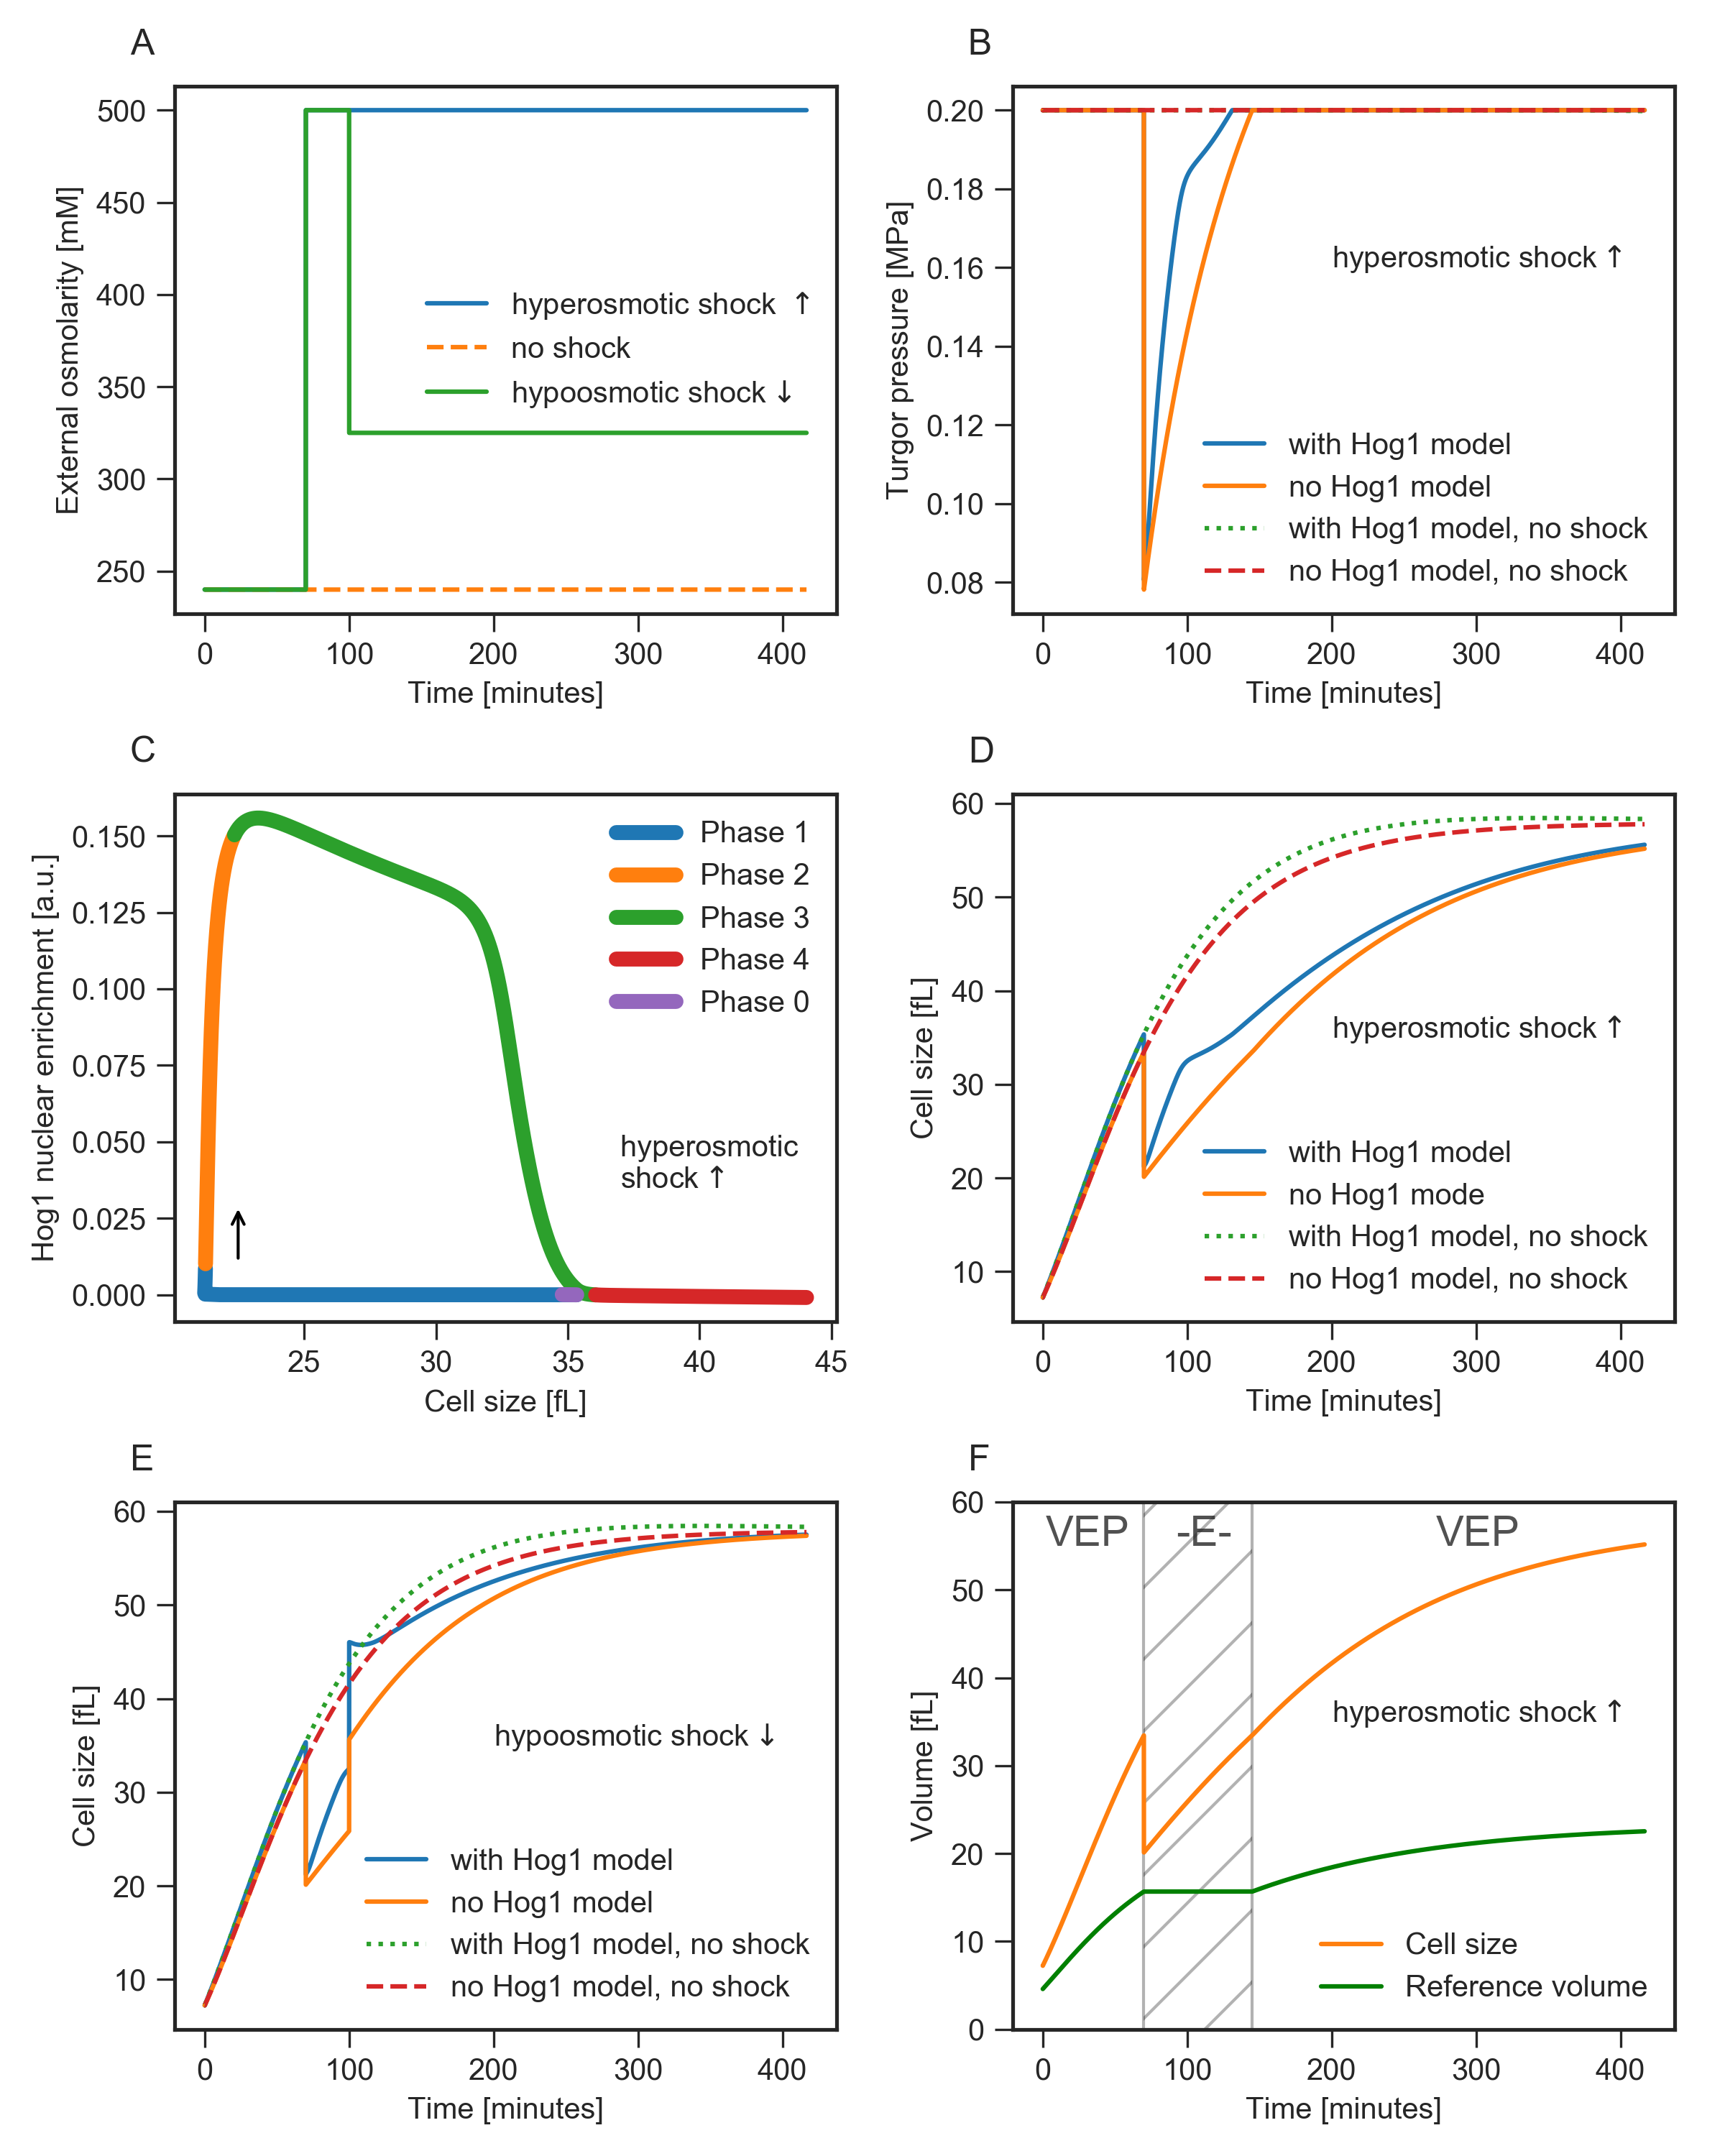 A
External osmolarity [mM]
500
450
400
350
300
250
hyperosmotic shock ↑
no shock
hypoosmotic shock ↓
0 100 200 300 400
Time [minutes]
B
Turgor pressure [MPa]
0.20
0.18
0.16
0.14
0.12
0.10
0.08
hyperosmotic shock ↑
with Hog1 model
no Hog1 model
with Hog1 model, no shock
no Hog1 model, no shock
0 100 200 300 400
Time [minutes]
C
Hog1 nuclear enrichment [a.u.]
0.150
0.125
0.100
0.075
0.050
0.025
0.000
Phase 1
Phase 2
Phase 3
Phase 4
Phase 0
hyperosmotic
shock ↑
25 30 35 40 45
Cell size [fL]
D
Cell size [fL]
60
50
40
30
20
10
hyperosmotic shock ↑
with Hog1 model
no Hog1 mode
with Hog1 model, no shock
no Hog1 model, no shock
0 100 200 300 400
Time [minutes]
E
Cell size [fL]
60
50
40
30
20
10
hypoosmotic shock ↓
with Hog1 model
no Hog1 model
with Hog1 model, no shock
no Hog1 model, no shock
0 100 200 300 400
Time [minutes]
F
Volume [fL]
60
50
40
30
20
10
0
VEP -E- VEP
hyperosmotic shock ↑
Cell size
Reference volume
0 100 200 300 400
Time [minutes]